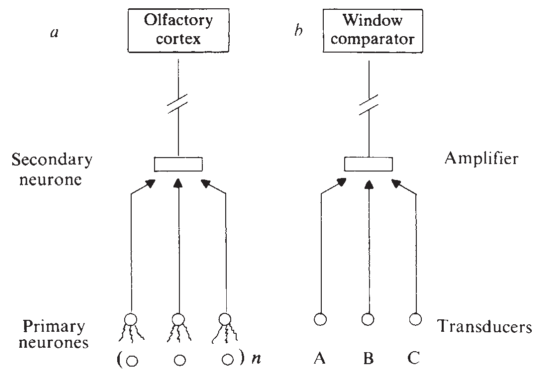 a
Olfactory
cortex
b
Window
comparator
Secondary
neurone
Amplifier
Primary
neurones
( ) n
A B C
Transducers